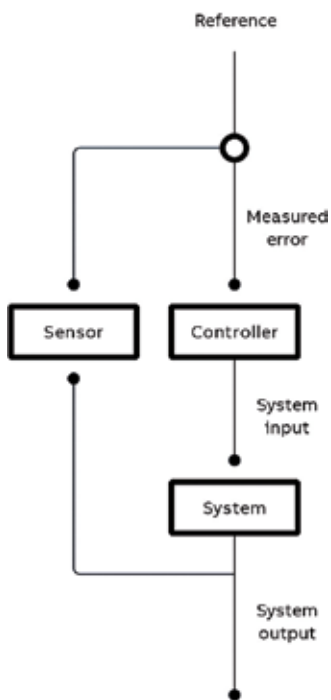 Reference
Measured
error
Sensor
Controller
System
input
System
System
output